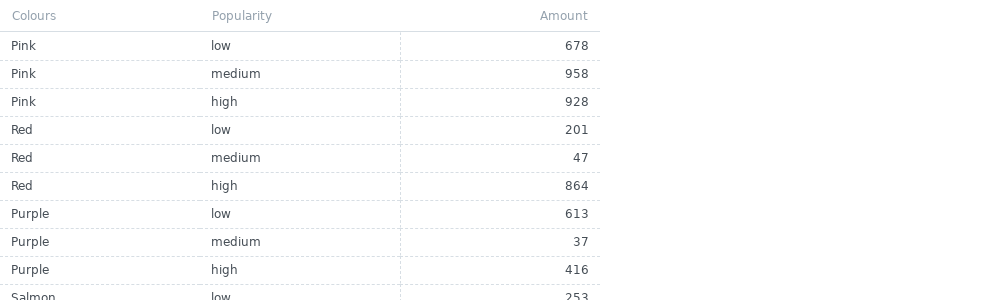 Colours Popularity Amount
Pink low 678
Pink medium 958
Pink high 928
Red low 201
Red medium 47
Red high 864
Purple low 613
Purple medium 37
Purple high 416
Salmon low 253